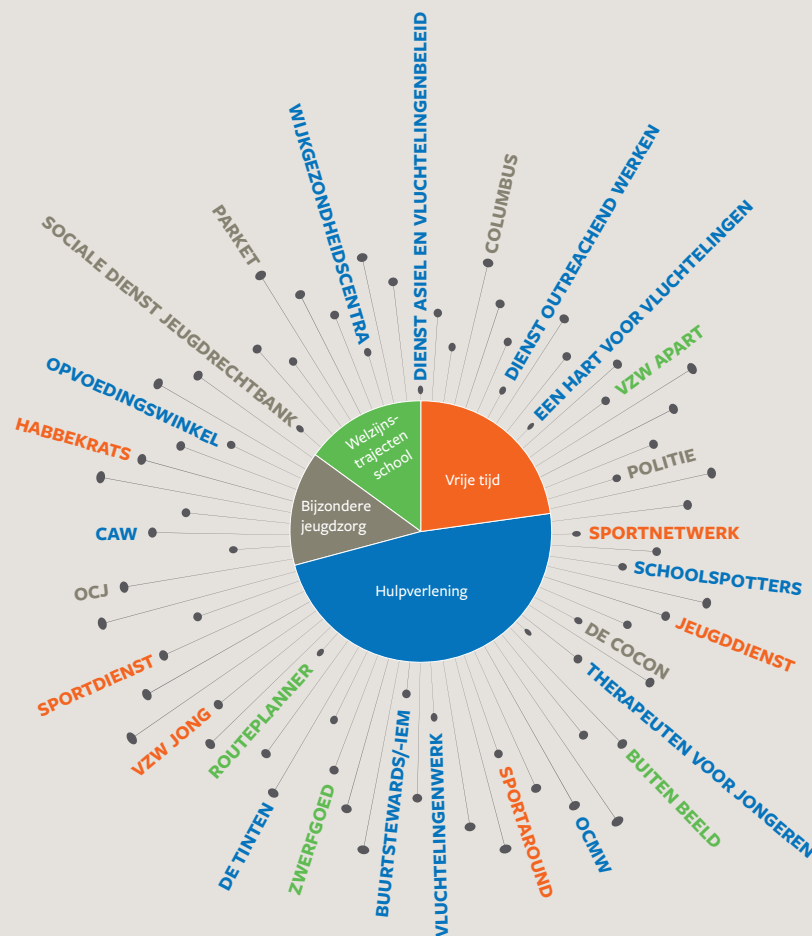 DIENST ASIEL EN VLUCHTELINGENBELEID
COLUMBUS
DIENST OUTREACHEND WERKEN
EEN HART VOOR VLUCHTELINGEN
VZW APART
POLITIE
SPORTNETWERK
SCHOOLSPOTTERS
JEUGDDIENST
DE COCON
THERAPEUTEN VOOR JONGEREN
BUITEN BEELD
OCMW
SPORTAROUND
VLUCHTELINGENWERK
BUURTSTEWARDS/-IEM
ZWERFGOED
DE TINTEN
ROUTEPLANNER
VZW JONG
SPORTDIENST
OCJ
CAW
HABBEKRATS
OPVOEDINGSWINKEL
SOCIALE DIENST JEUGDRECHTBANK
PARKET
WIJKGEZONDHEIDSCENTRA
Welzijns-
trajecten
school
Vrije tijd
Bijzondere
jeugdzorg
Hulpverlening